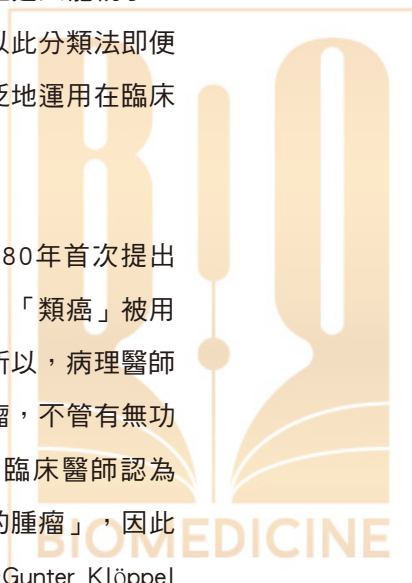 以此分類法即便
泛地運用在臨床
80年首次提出
「類癌」被用
所以，病理醫師
瘤，不管有無功
臨床醫師認為
的腫瘤」，因此
Gunter Klöppel
BIO
BIOMEDICINE